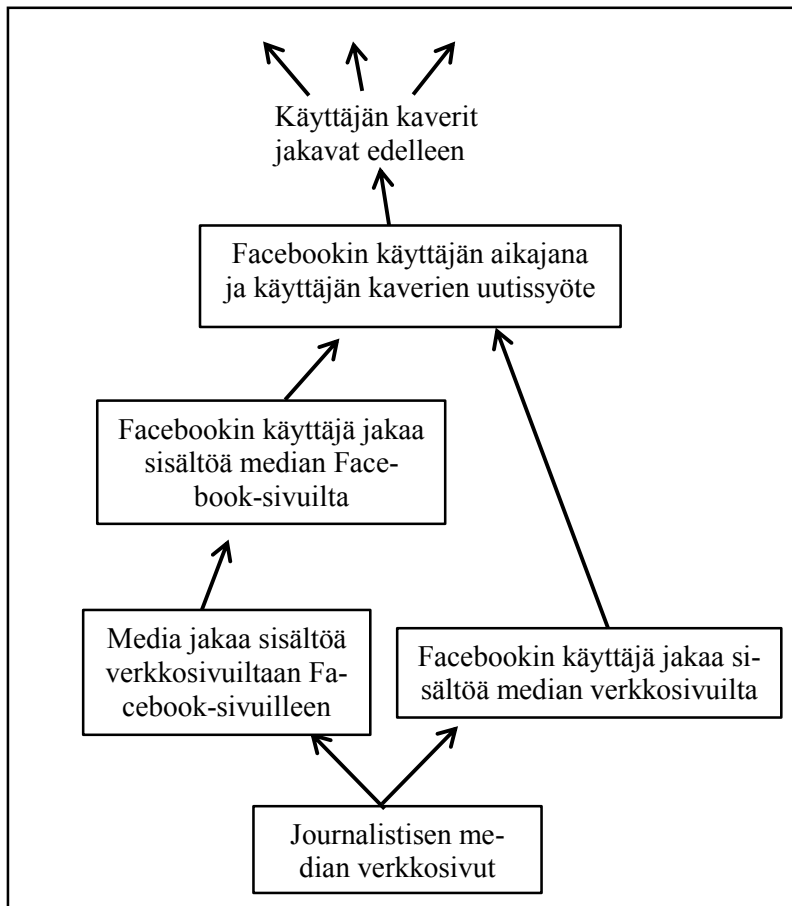 Käyttäjän kaverit
jakavat edelleen
Facebookin käyttäjän aikajana
ja käyttäjän kaverien uutissyöte
Facebookin käyttäjä jakaa
sisältöä median Face-
book-sivuilta
Media jakaa sisältöä
verkkosivuiltaan Fa-
cebook-sivuilleen
Facebookin käyttäjä jakaa si-
sältöä median verkkosivuilta
Journalistisen me-
dian verkkosivut